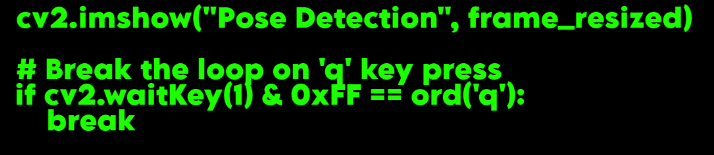 cv2.imshow("Pose Detection", frame_resized)
# Break the loop on 'q' key press
if cv2.waitKey(1) & 0xFF == ord('q'):
    break